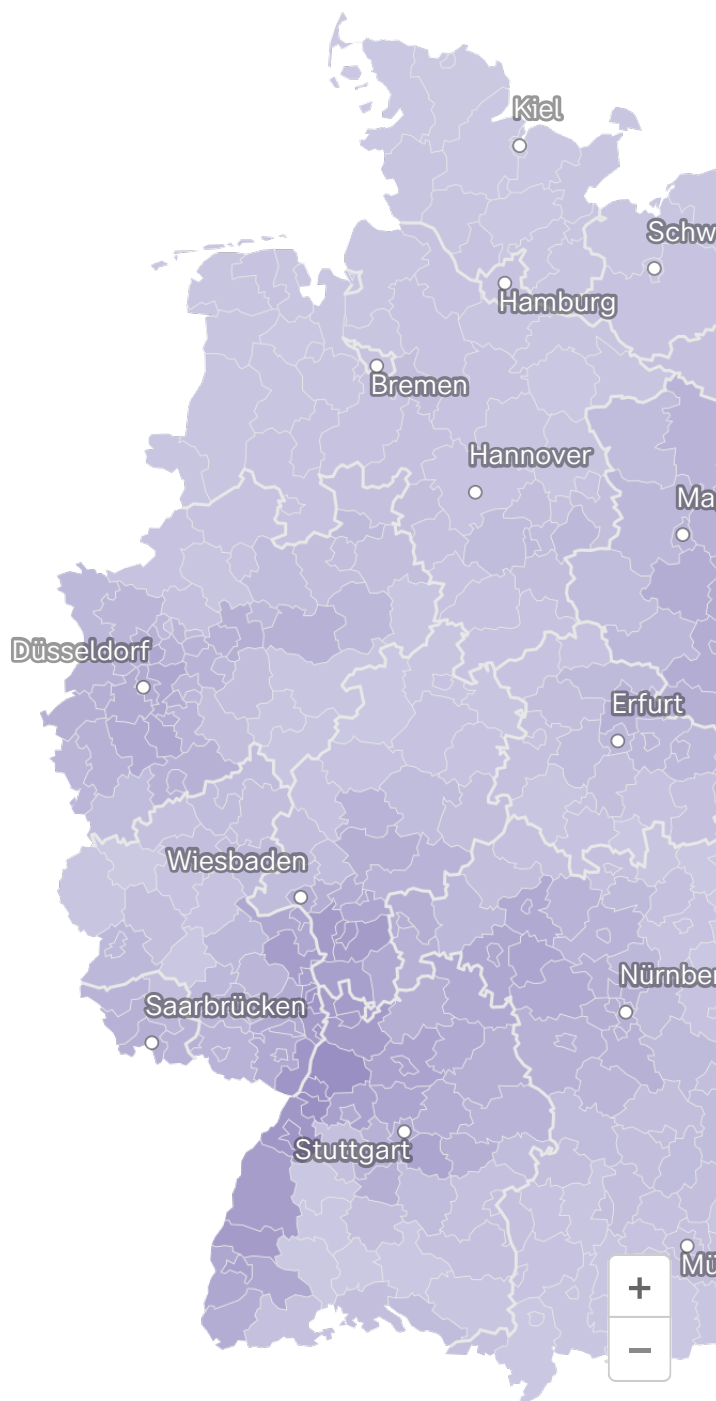 Kiel
Schw
Hamburg
Bremen
Hannover
Ma
Düsseldorf
Erfurt
Wiesbaden
Nürnber
Saarbrücken
Stuttgart
Mü
+
−